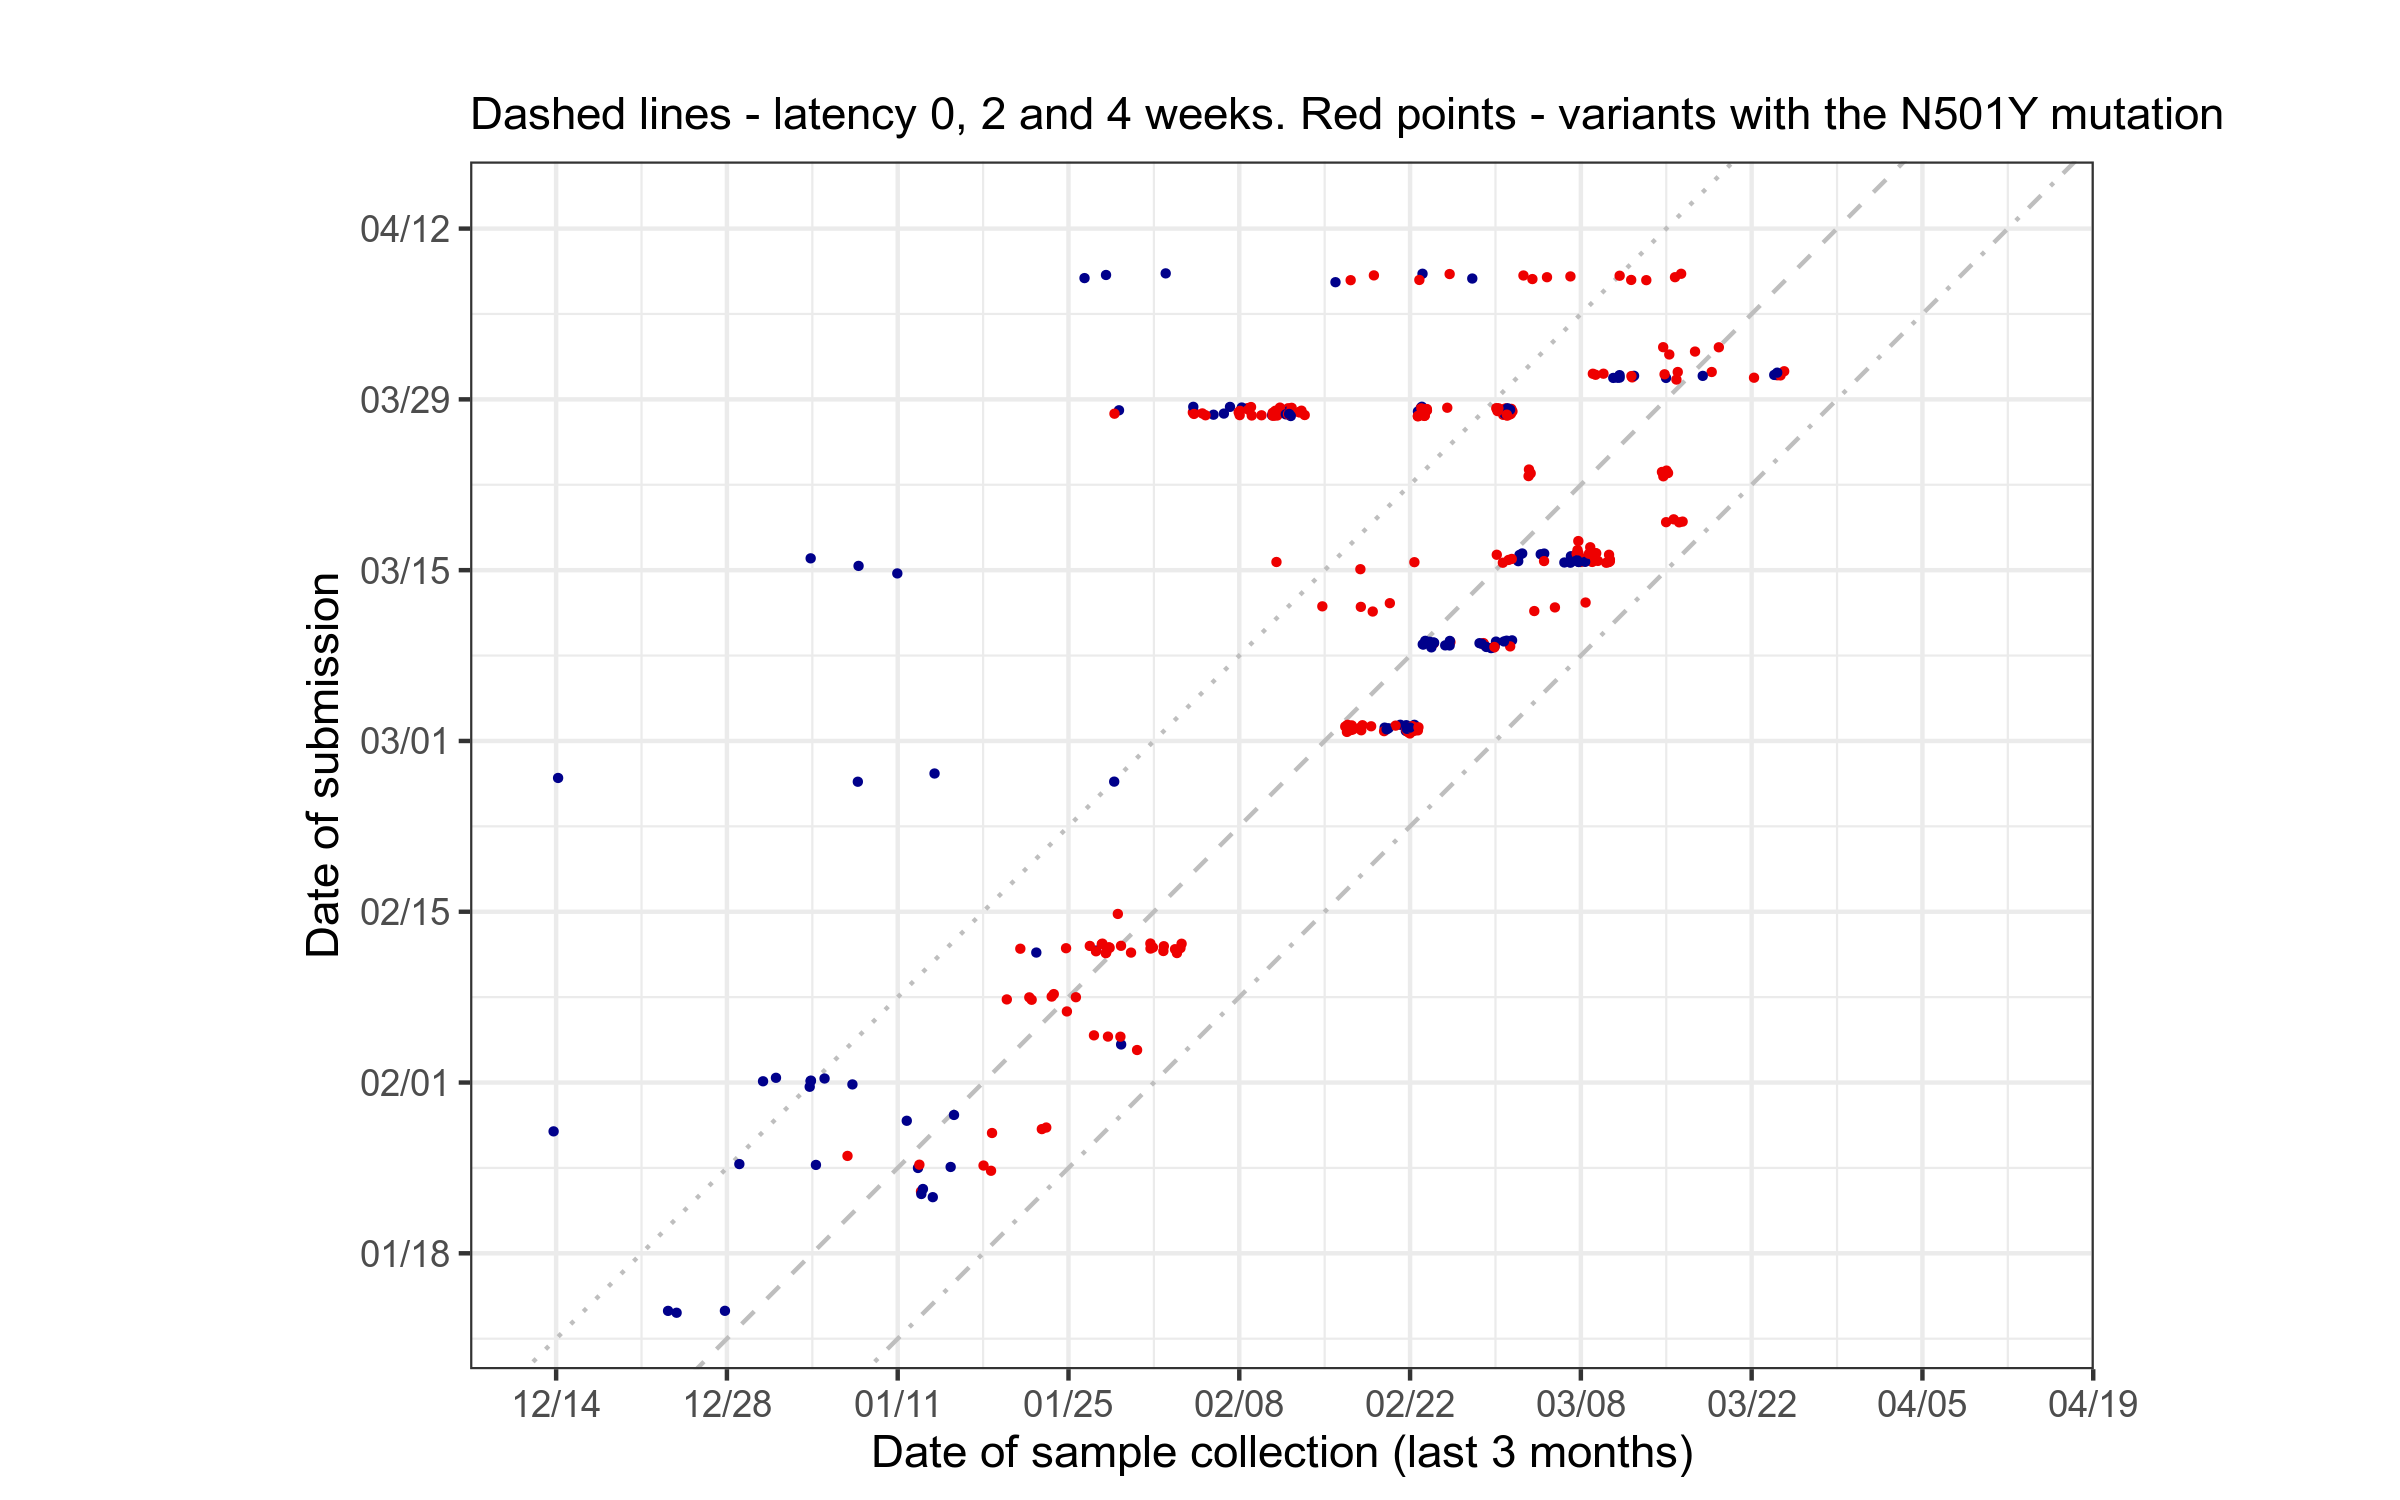 Dashed lines - latency 0, 2 and 4 weeks. Red points - variants with the N501Y mutation
Date of submission
04/12
03/29
03/15
03/01
02/15
02/01
01/18
12/14 12/28 01/11 01/25 02/08 02/22 03/08 03/22 04/05 04/19
Date of sample collection (last 3 months)